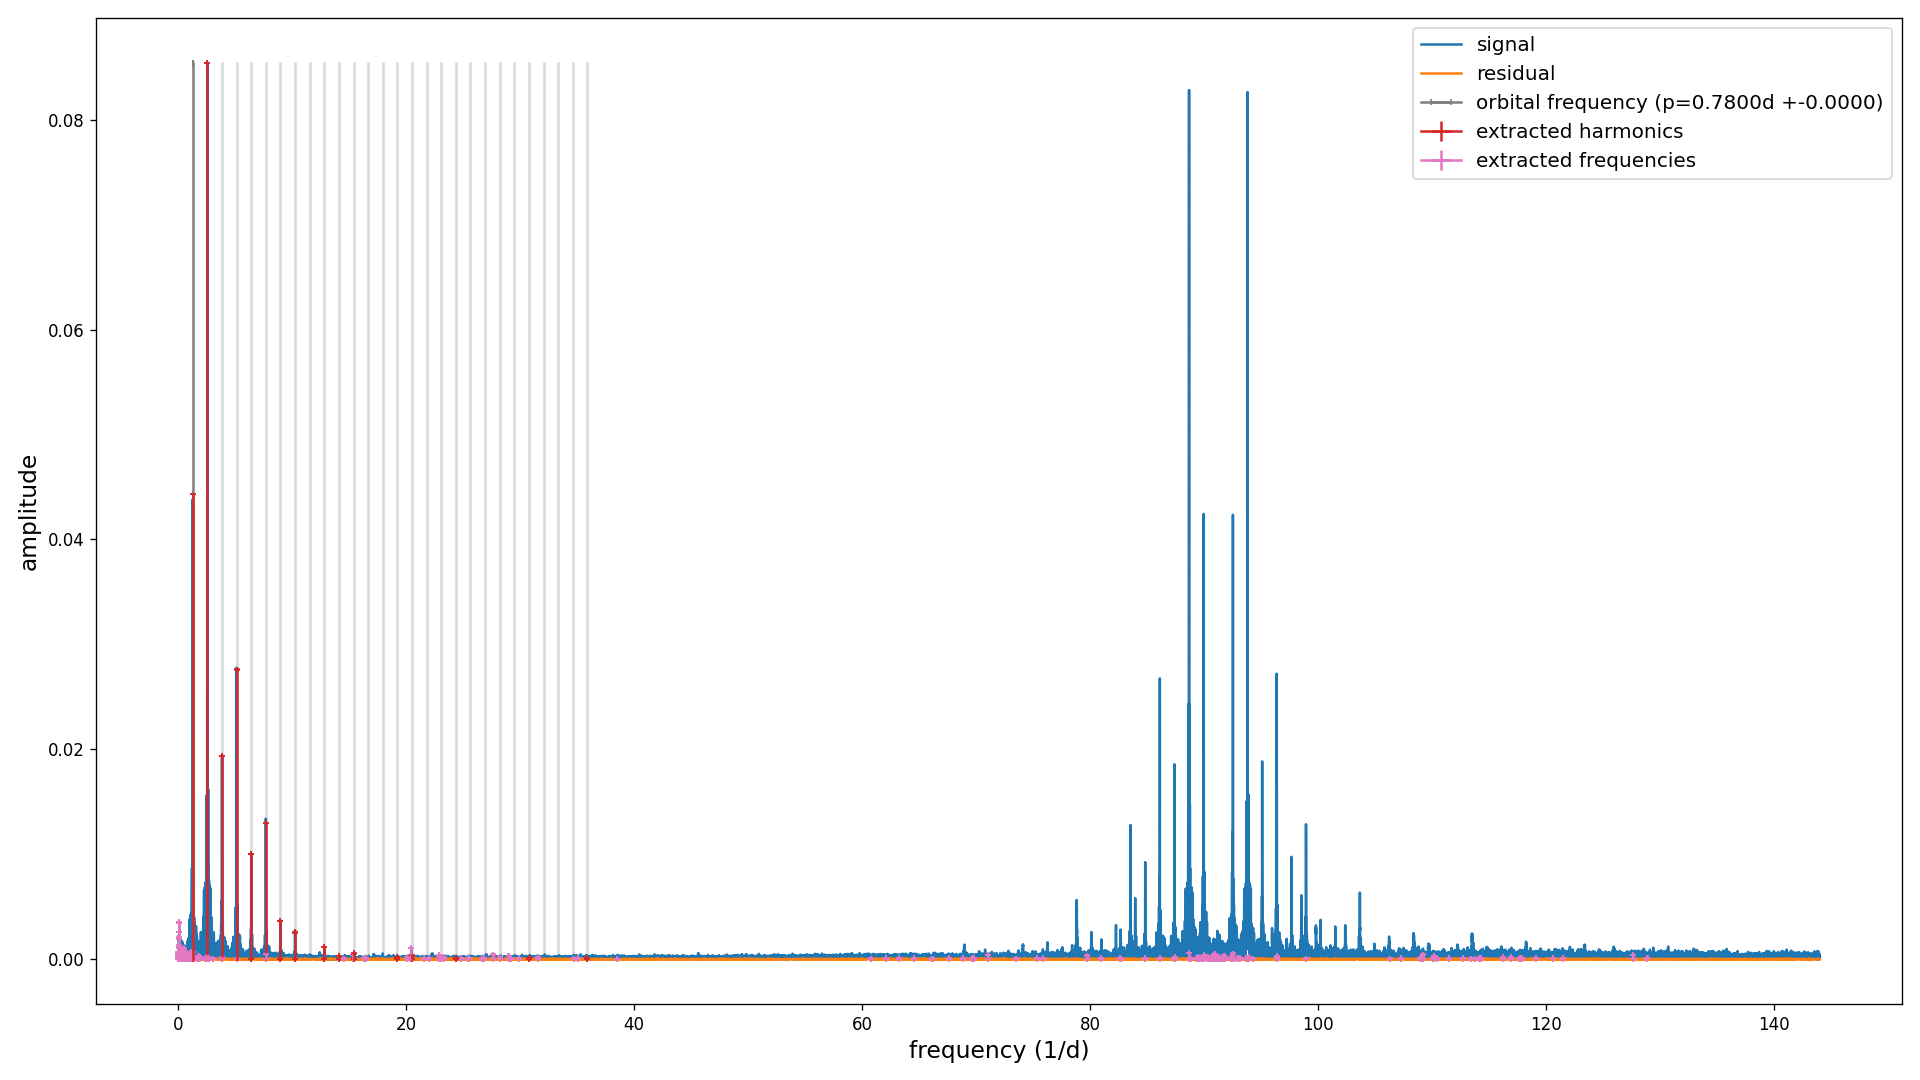 signal
residual
orbital frequency (p=0.7800d +-0.0000)
extracted harmonics
extracted frequencies
0.08
0.06
0.04
0.02
0.00
amplitude
0 20 40 60 80 100 120 140
frequency (1/d)